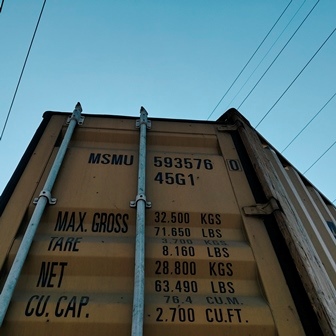 MSMU 593576 0
45G1
MAX. GROSS 32.500 KGS
71.650 LBS
TARE 3.700 KGS
8.160 LBS
NET 28.800 KGS
63.490 LBS
CU. CAP. 76.4 CU.M.
2.700 CU.FT.